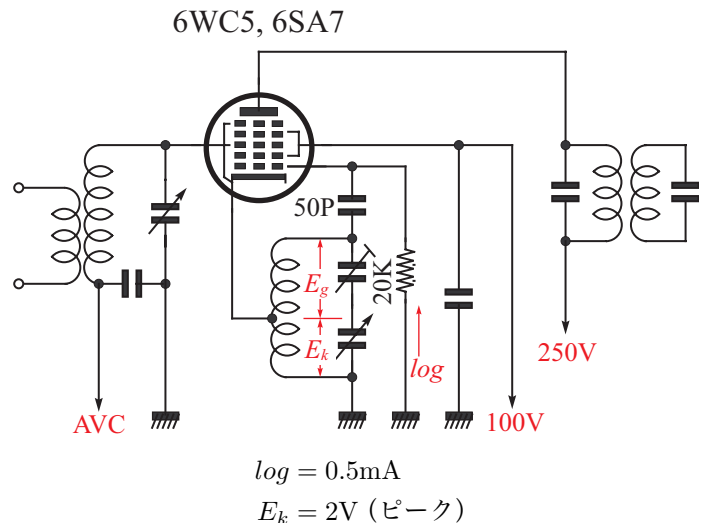 6WC5, 6SA7
50P
20K
E_g
E_k
log
250V
AVC
100V
log = 0.5mA
E_k = 2V (ピーク)